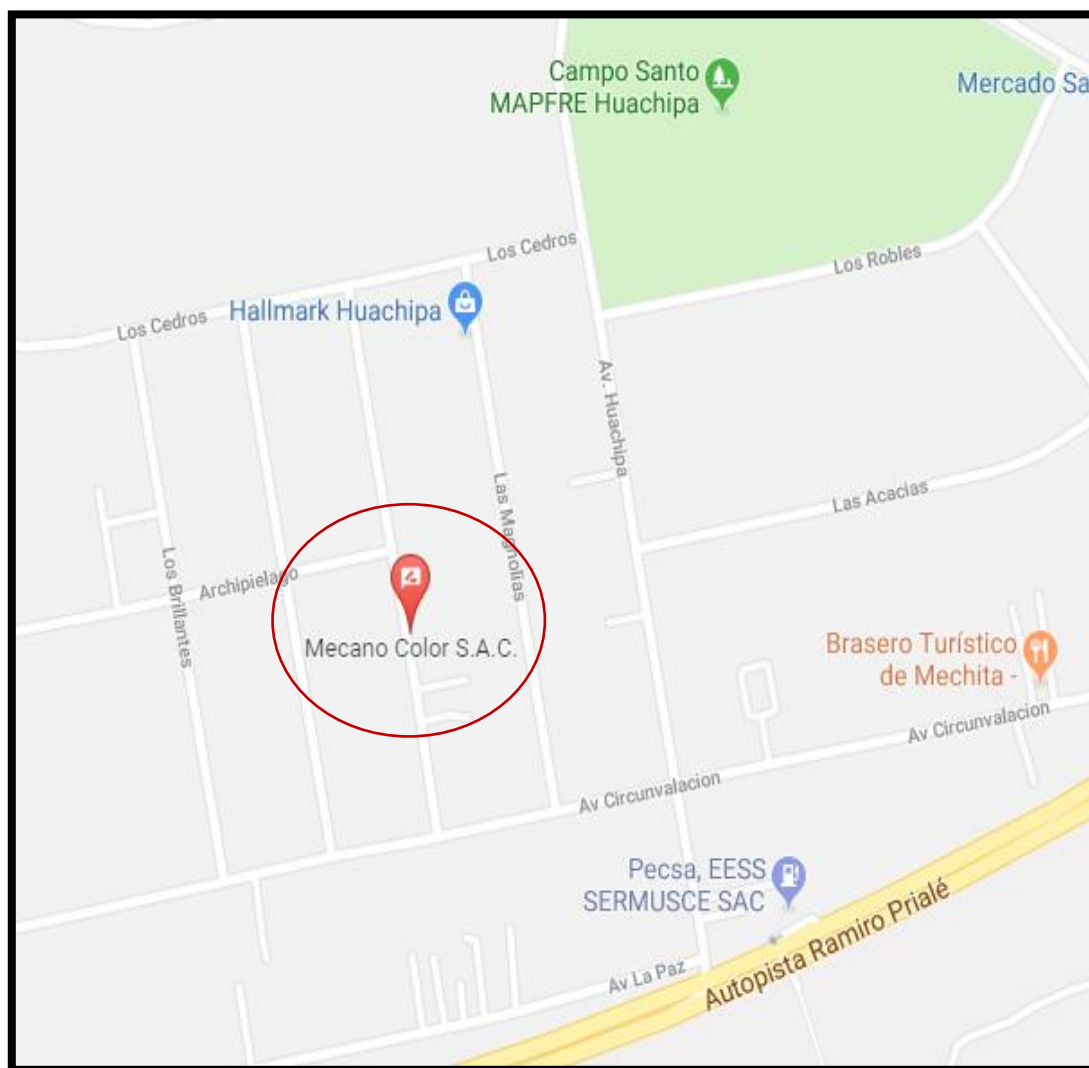 Campo Santo
MAPFRE Huachipa
Mercado Sa
Los Cedros
Los Robles
Hallmark Huachipa
Los Cedros
Av. Huachipa
Las Magnolias
Las Acacias
Los Brillantes
Archipielago
Mecano Color S.A.C.
Brasero Turístico
de Mechita -
Av Circunvalacion
Av Circunvalacion
Pecsa, EESS
SERMUSCE SAC
Autopista Ramiro Prialé
Av La Paz